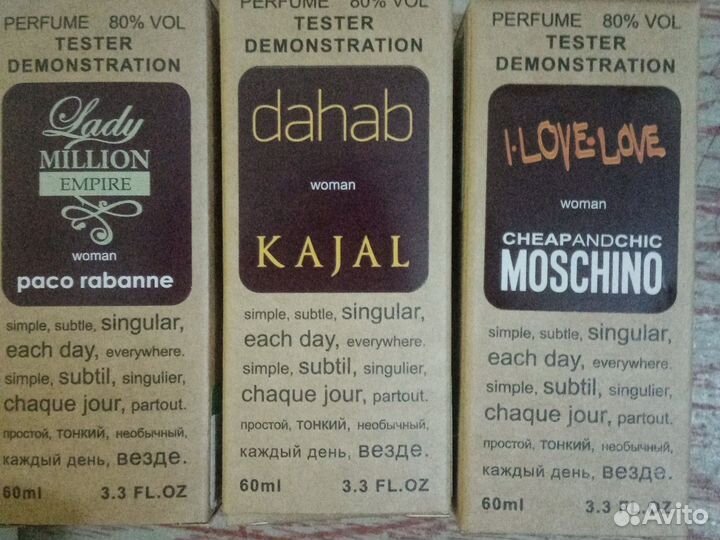 PERFUME 80% VOL
TESTER
DEMONSTRATION
Lady
MILLION
EMPIRE
woman
paco rabanne
simple, subtle, singular,
each day, everywhere.
simple, subtil, singulier,
chaque jour, partout.
простой, тонкий, необычный,
каждый день, везде.
60ml 3.3 FL.OZ
PERFUME 80% VOL
TESTER
DEMONSTRATION
dahab
woman
KAJAL
simple, subtle, singular,
each day, everywhere.
simple, subtil, singulier,
chaque jour, partout.
простой, тонкий, необычный,
каждый день, везде.
60ml 3.3 FL.OZ
PERFUME 80% VOL
TESTER
DEMONSTRATION
I·LOVE·LOVE
woman
CHEAPANDCHIC
MOSCHINO
simple, subtle, singular,
each day, everywhere.
simple, subtil, singulier,
chaque jour, partout.
простой, тонкий, необычный,
каждый день, везде.
60ml 3.3 FL.OZ
Avito